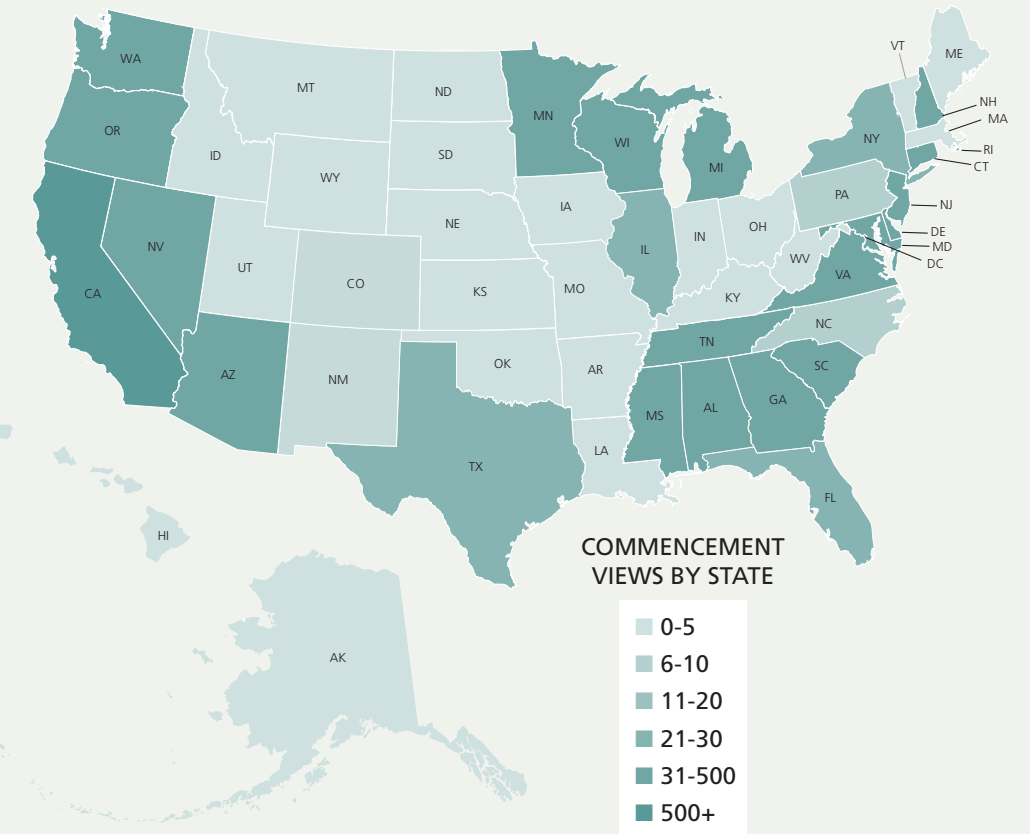 VT
ME
WA
MT
ND
MN
NH
MA
OR
ID
SD
WI
MI
NY
RI
CT
WY
IA
PA
NJ
NE
OH
IN
NV
IL
DE
MD
UT
WV
DC
CO
KS
MO
VA
CA
KY
NC
TN
OK
AR
SC
AZ
NM
MS
AL
GA
LA
TX
FL
HI
AK
COMMENCEMENT
VIEWS BY STATE
0-5
6-10
11-20
21-30
31-500
500+